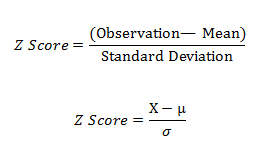 Z Score = (Observation— Mean) / Standard Deviation
Z Score = X − μ / σ